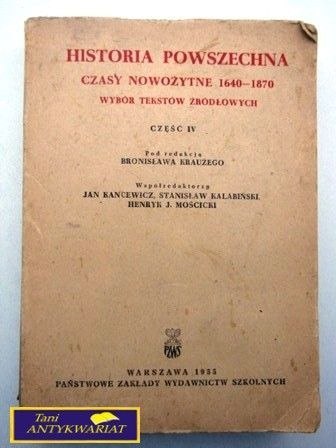 HISTORIA POWSZECHNA
CZASY NOWOŻYTNE 1640—1870
WYBÓR TEKSTÓW ŹRÓDŁOWYCH
CZĘŚĆ IV
Pod redakcją
BRONISŁAWA KRAUZEGO
Współredaktorzy
JAN KANCEWICZ, STANISŁAW KALABIŃSKI,
HENRYK J. MOŚCICKI
PZWS
WARSZAWA 1955
PAŃSTWOWE ZAKŁADY WYDAWNICTW SZKOLNYCH
Tani
ANTYKWARIAT